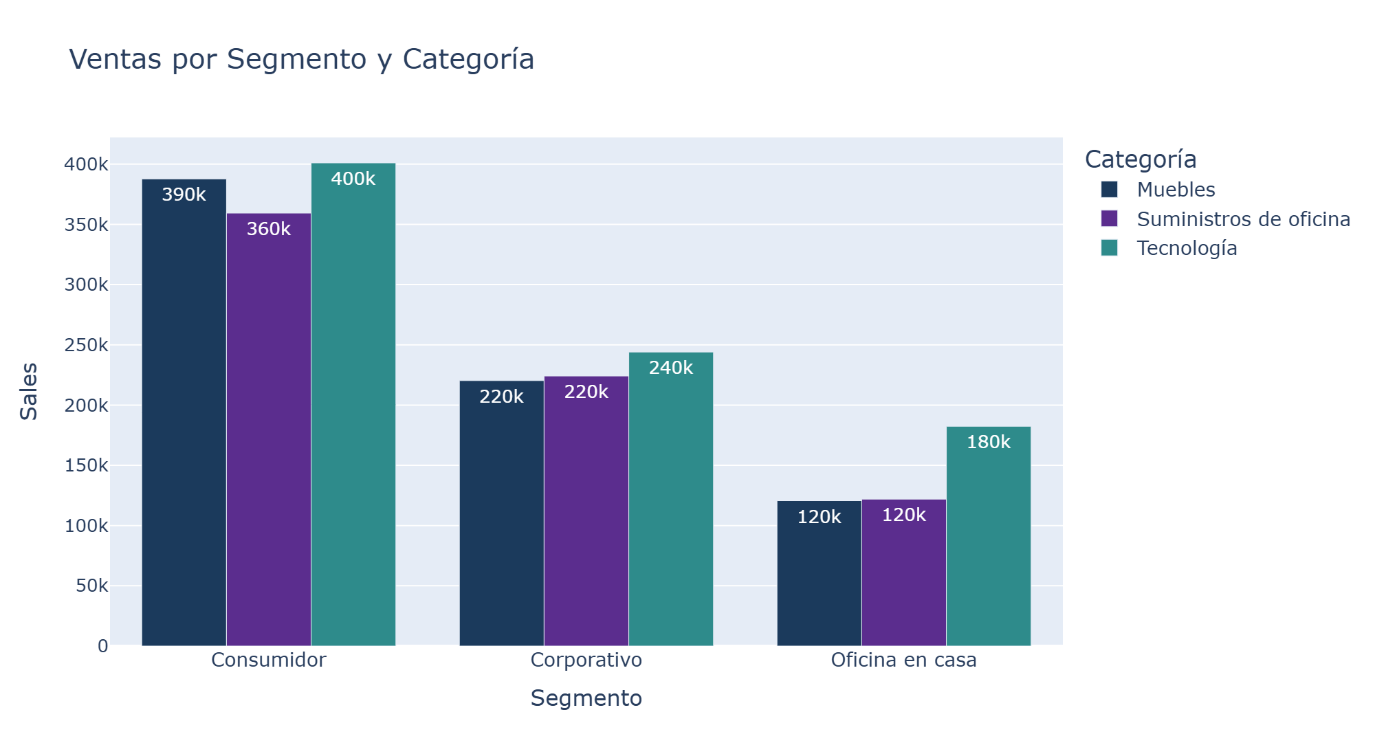 Ventas por Segmento y Categoría
Categoría
Muebles
Suministros de oficina
Tecnología
Sales
400k
350k
300k
250k
200k
150k
100k
50k
0
390k
360k
400k
220k
220k
240k
120k
120k
180k
Consumidor
Corporativo
Oficina en casa
Segmento